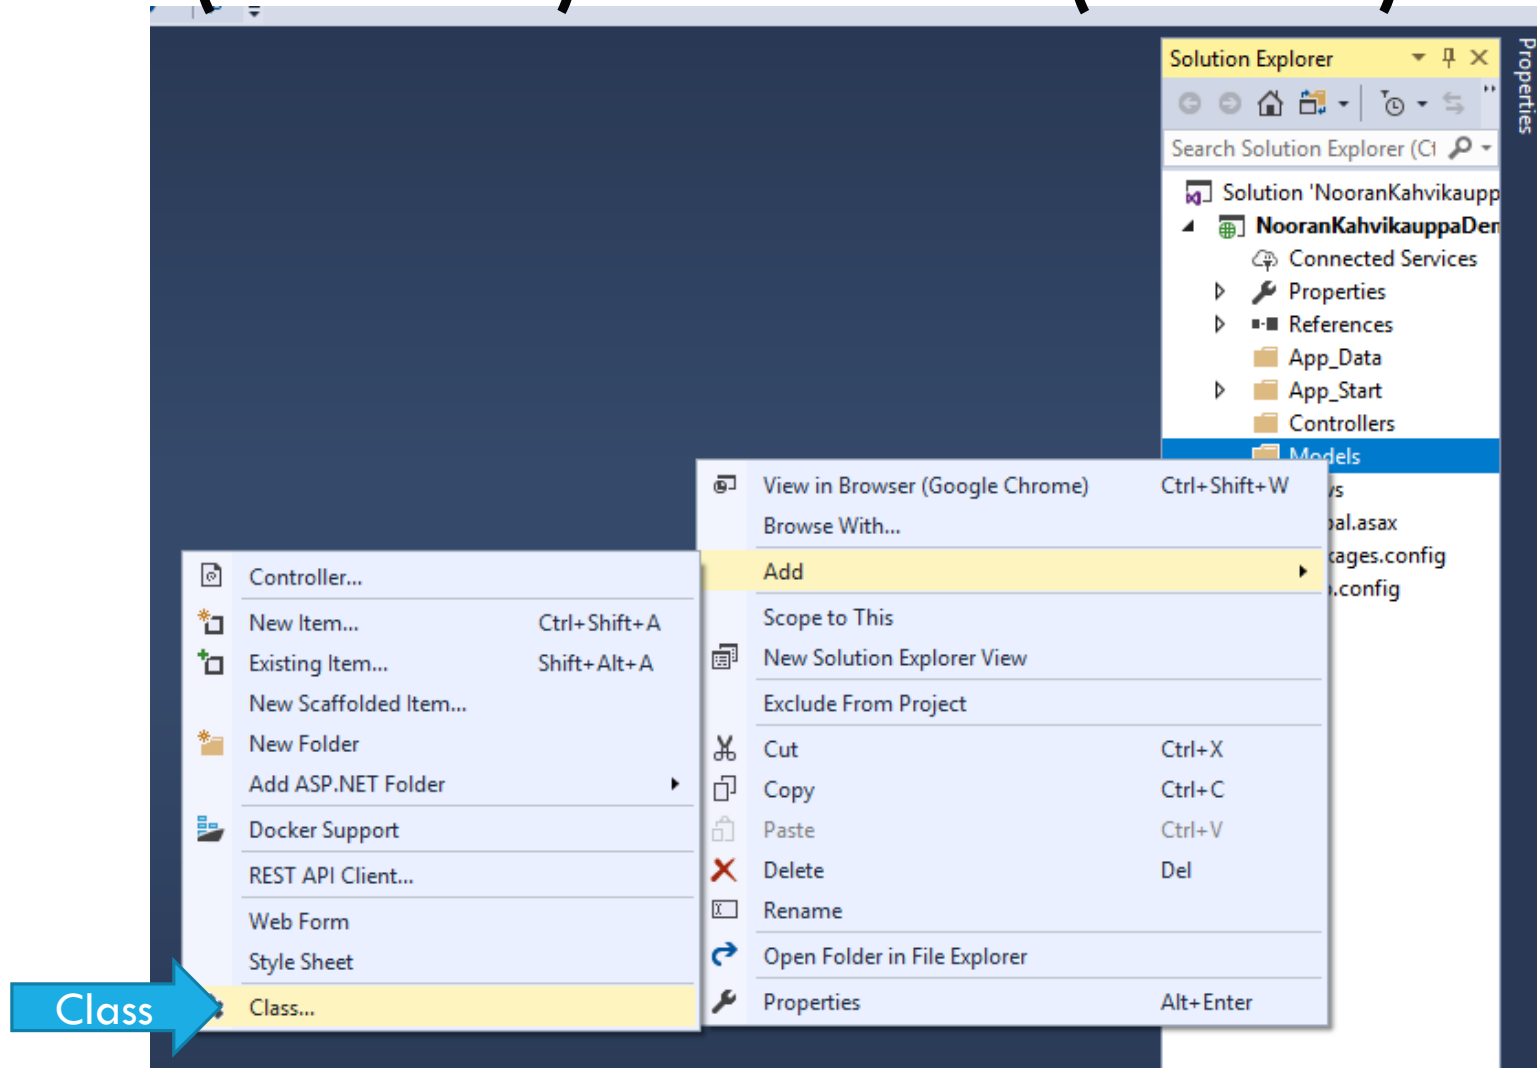 Solution Explorer
Properties
Search Solution Explorer (Ct
Solution 'NooranKahvikaupp
NooranKahvikauppaDen
Connected Services
Properties
References
App_Data
App_Start
Controllers
Models
View in Browser (Google Chrome) Ctrl+Shift+W
Browse With...
Add
Scope to This
New Solution Explorer View
Exclude From Project
Cut Ctrl+X
Copy Ctrl+C
Paste Ctrl+V
Delete Del
Rename
Open Folder in File Explorer
Properties Alt+Enter
vs
bal.asax
kages.config
.config
Controller...
New Item... Ctrl+Shift+A
Existing Item... Shift+Alt+A
New Scaffolded Item...
New Folder
Add ASP.NET Folder
Docker Support
REST API Client...
Web Form
Style Sheet
Class...
Class